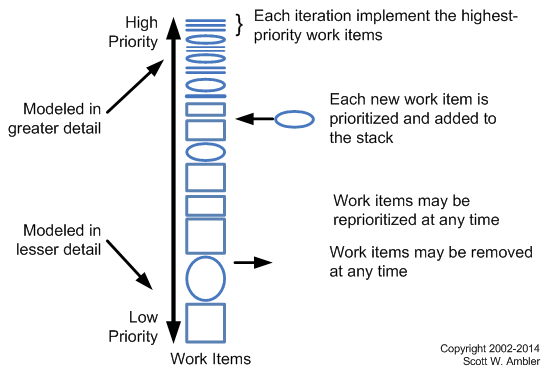 High
Priority
Each iteration implement the highest-
priority work items
Modeled in
greater detail
Each new work item is
prioritized and added to
the stack
Work items may be
reprioritized at any time
Modeled in
lesser detail
Work items may be removed
at any time
Low
Priority
Work Items
Copyright 2002-2014
Scott W. Ambler